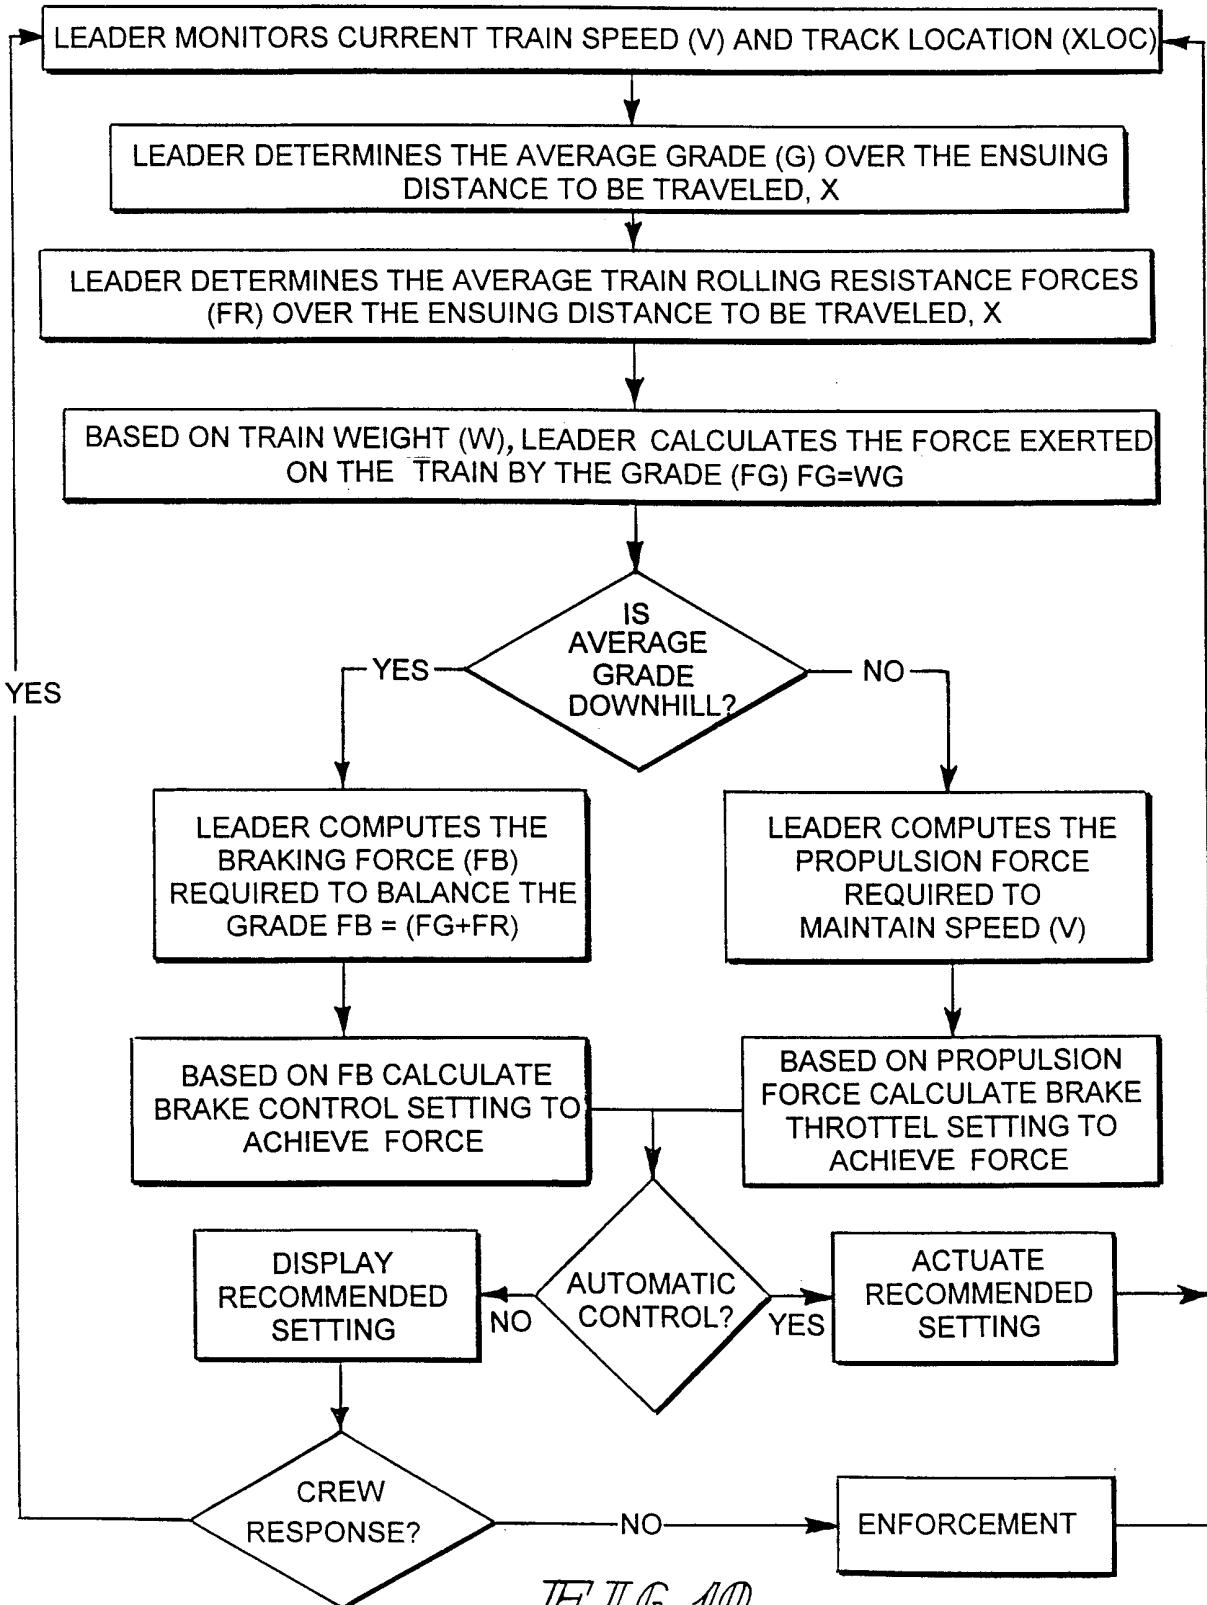 LEADER MONITORS CURRENT TRAIN SPEED (V) AND TRACK LOCATION (XLOC)
LEADER DETERMINES THE AVERAGE GRADE (G) OVER THE ENSUING
DISTANCE TO BE TRAVELED, X
LEADER DETERMINES THE AVERAGE TRAIN ROLLING RESISTANCE FORCES
(FR) OVER THE ENSUING DISTANCE TO BE TRAVELED, X
BASED ON TRAIN WEIGHT (W), LEADER CALCULATES THE FORCE EXERTED
ON THE TRAIN BY THE GRADE (FG) FG=WG
IS
AVERAGE
GRADE
DOWNHILL?
YES
NO
YES
LEADER COMPUTES THE
BRAKING FORCE (FB)
REQUIRED TO BALANCE THE
GRADE FB = (FG+FR)
LEADER COMPUTES THE
PROPULSION FORCE
REQUIRED TO
MAINTAIN SPEED (V)
BASED ON FB CALCULATE
BRAKE CONTROL SETTING TO
ACHIEVE FORCE
BASED ON PROPULSION
FORCE CALCULATE BRAKE
THROTTEL SETTING TO
ACHIEVE FORCE
DISPLAY
RECOMMENDED
SETTING
NO
AUTOMATIC
CONTROL?
YES
ACTUATE
RECOMMENDED
SETTING
CREW
RESPONSE?
NO
ENFORCEMENT